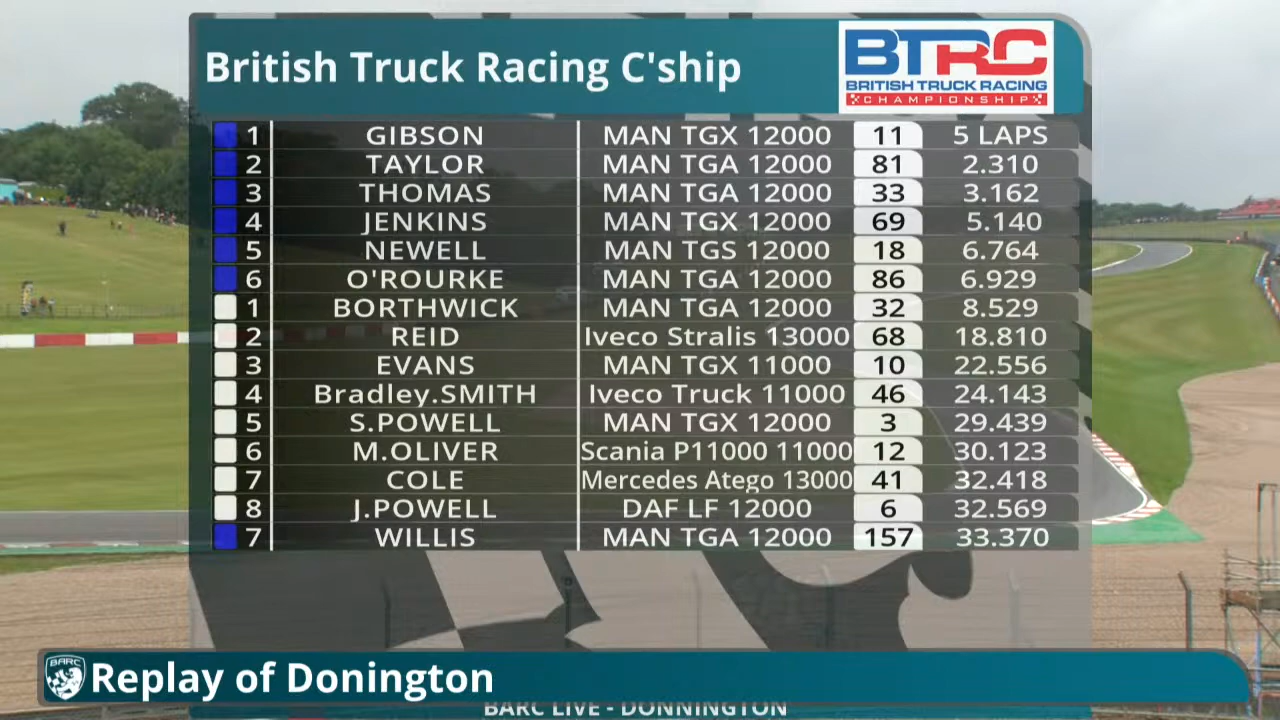 British Truck Racing C'ship
BTRC
BRITISH TRUCK RACING
CHAMPIONSHIP
1 GIBSON MAN TGX 12000 11 5 LAPS
2 TAYLOR MAN TGA 12000 81 2.310
3 THOMAS MAN TGA 12000 33 3.162
4 JENKINS MAN TGX 12000 69 5.140
5 NEWELL MAN TGS 12000 18 6.764
6 O'ROURKE MAN TGA 12000 86 6.929
1 BORTHWICK MAN TGA 12000 32 8.529
2 REID Iveco Stralis 13000 68 18.810
3 EVANS MAN TGX 11000 10 22.556
4 Bradley.SMITH Iveco Truck 11000 46 24.143
5 S.POWELL MAN TGX 12000 3 29.439
6 M.OLIVER Scania P11000 11000 12 30.123
7 COLE Mercedes Atego 13000 41 32.418
8 J.POWELL DAF LF 12000 6 32.569
7 WILLIS MAN TGA 12000 157 33.370
BARC
Replay of Donington
BARC LIVE - DONNINGTON